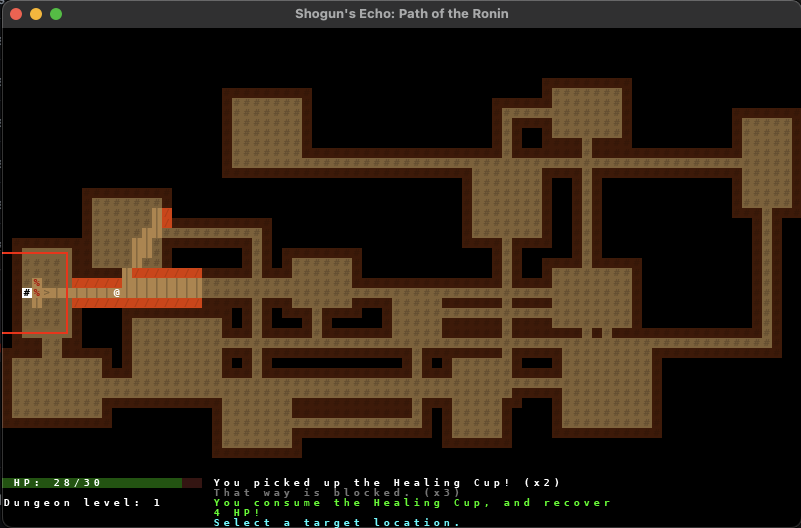 Shogun's Echo: Path of the Ronin
#
%
% >
@
HP: 28/30
Dungeon level: 1
You picked up the Healing Cup! (x2)
That way is blocked. (x3)
You consume the Healing Cup, and recover
4 HP!
Select a target location.